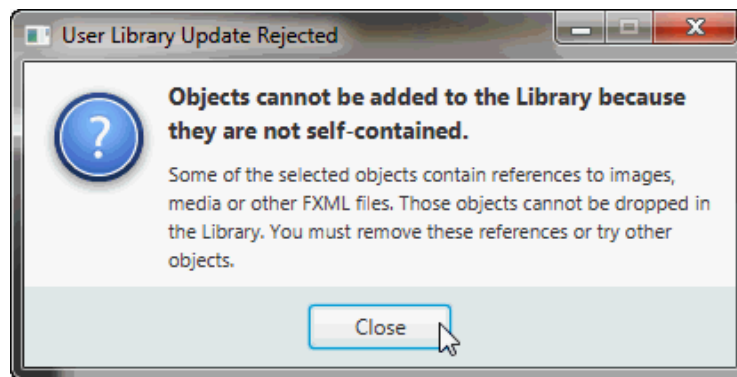 User Library Update Rejected
Objects cannot be added to the Library because
they are not self-contained.
Some of the selected objects contain references to images,
media or other FXML files. Those objects cannot be dropped in
the Library. You must remove these references or try other
objects.
Close